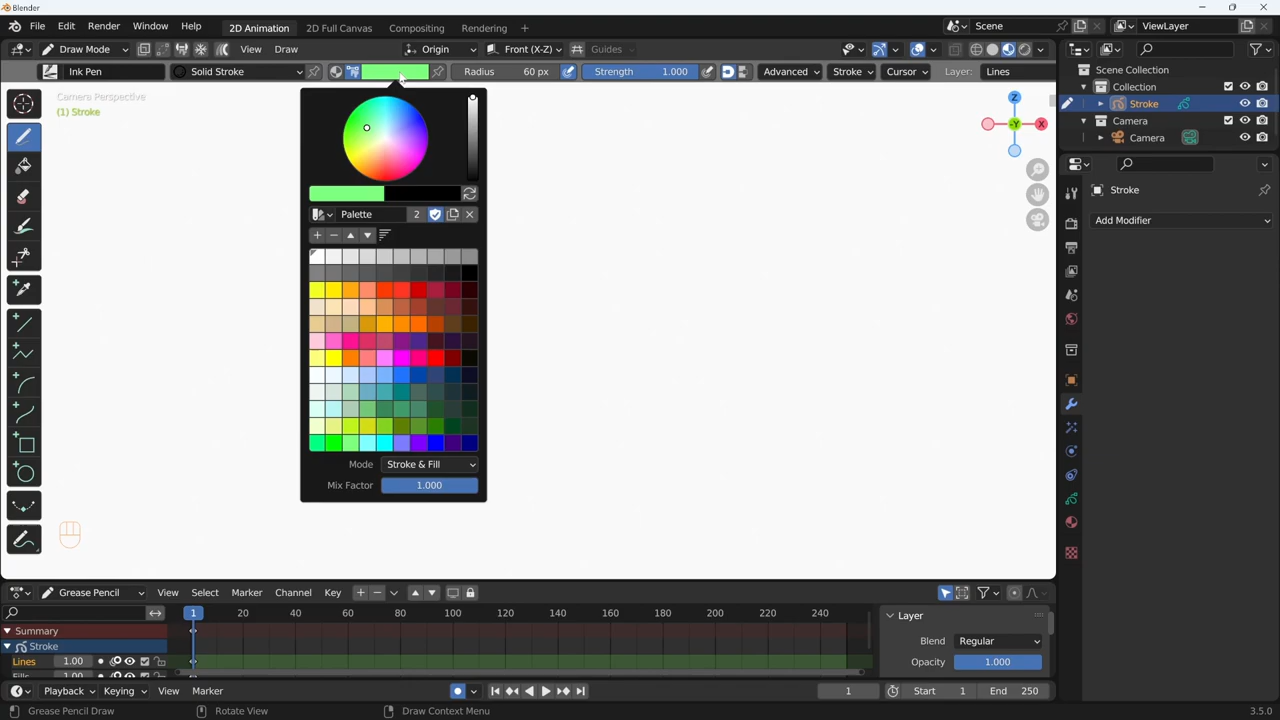 Blender
File Edit Render Window Help 2D Animation 2D Full Canvas Compositing Rendering + Scene ViewLayer
Draw Mode View Draw Origin Front (X-Z) Guides
Ink Pen Solid Stroke Radius 60 px Strength 1.000 Advanced Stroke Cursor Layer: Lines
Camera Perspective
(1) Stroke
Z
-Y X
Palette 2
Mode Stroke & Fill
Mix Factor 1.000
Scene Collection
Collection
Stroke
Camera
Camera
Stroke
Add Modifier
Grease Pencil View Select Marker Channel Key
1 20 40 60 80 100 120 140 160 180 200 220 240
Summary
Stroke
Lines 1.00
Layer
Blend Regular
Opacity 1.000
Playback Keying View Marker 1 Start 1 End 250
Grease Pencil Draw Rotate View Draw Context Menu 3.5.0